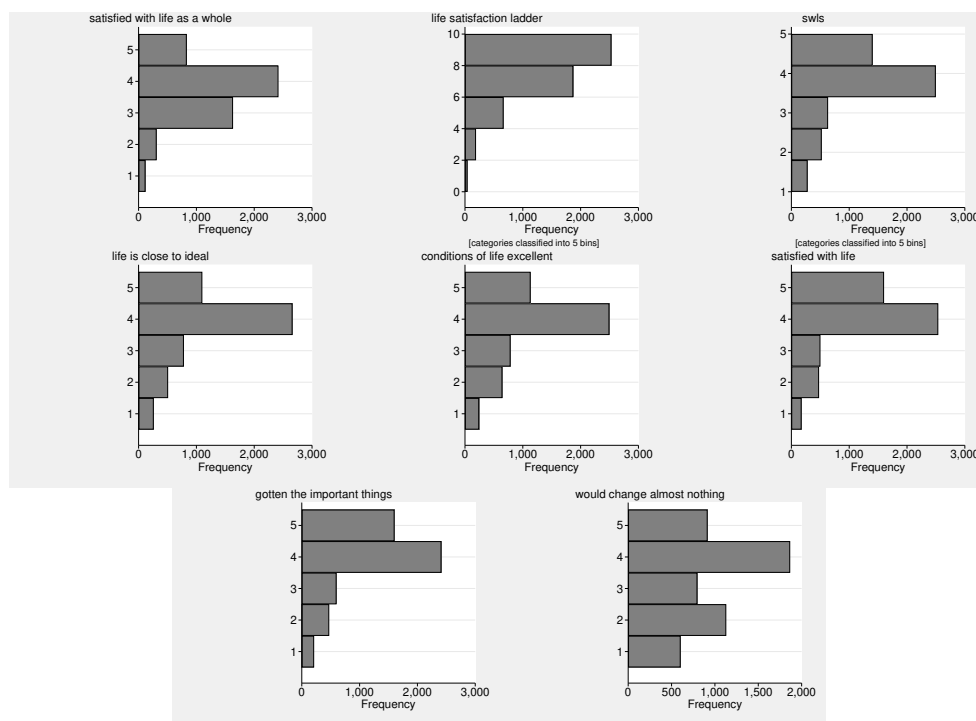 satisfied with life as a whole
5
4
3
2
1
0 1,000 2,000 3,000
Frequency
life satisfaction ladder
10
8
6
4
2
0
0 1,000 2,000 3,000
Frequency
[categories classified into 5 bins]
swls
5
4
3
2
1
0 1,000 2,000 3,000
Frequency
[categories classified into 5 bins]
life is close to ideal
5
4
3
2
1
0 1,000 2,000 3,000
Frequency
conditions of life excellent
5
4
3
2
1
0 1,000 2,000 3,000
Frequency
satisfied with life
5
4
3
2
1
0 1,000 2,000 3,000
Frequency
gotten the important things
5
4
3
2
1
0 1,000 2,000 3,000
Frequency
would change almost nothing
5
4
3
2
1
0 500 1,000 1,500 2,000
Frequency